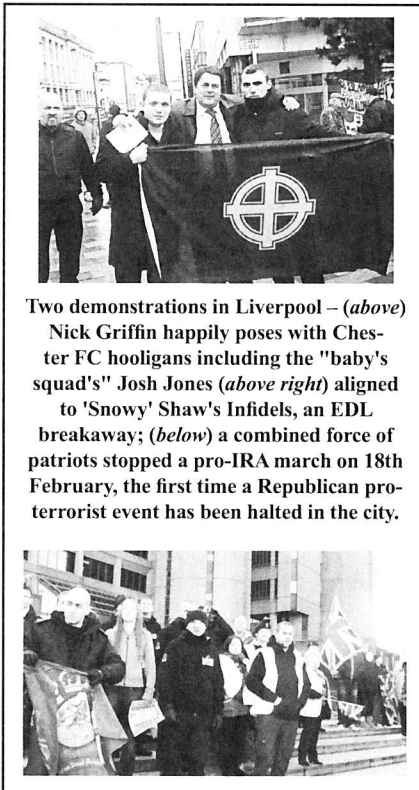 Two demonstrations in Liverpool – (above)
Nick Griffin happily poses with Ches-
ter FC hooligans including the "baby's
squad's" Josh Jones (above right) aligned
to 'Snowy' Shaw's Infidels, an EDL
breakaway; (below) a combined force of
patriots stopped a pro-IRA march on 18th
February, the first time a Republican pro-
terrorist event has been halted in the city.